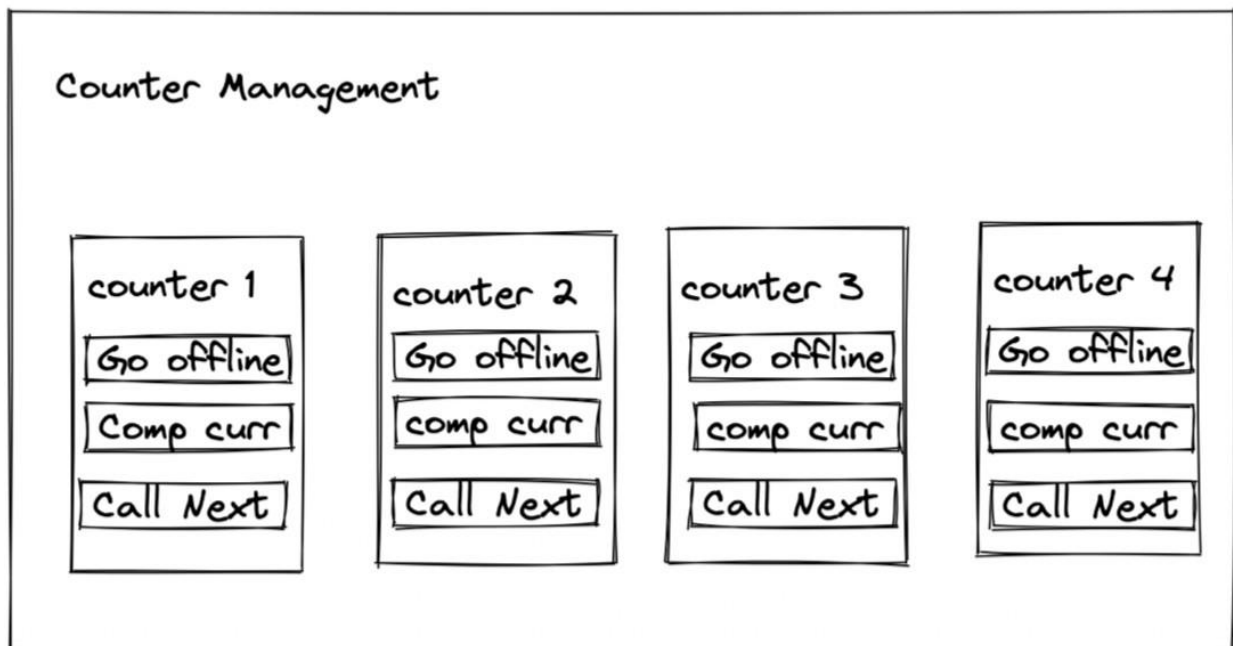 Counter Management
counter 1
Go offline
Comp curr
Call Next
counter 2
Go offline
comp curr
Call Next
counter 3
Go offline
comp curr
Call Next
counter 4
Go offline
comp curr
Call Next